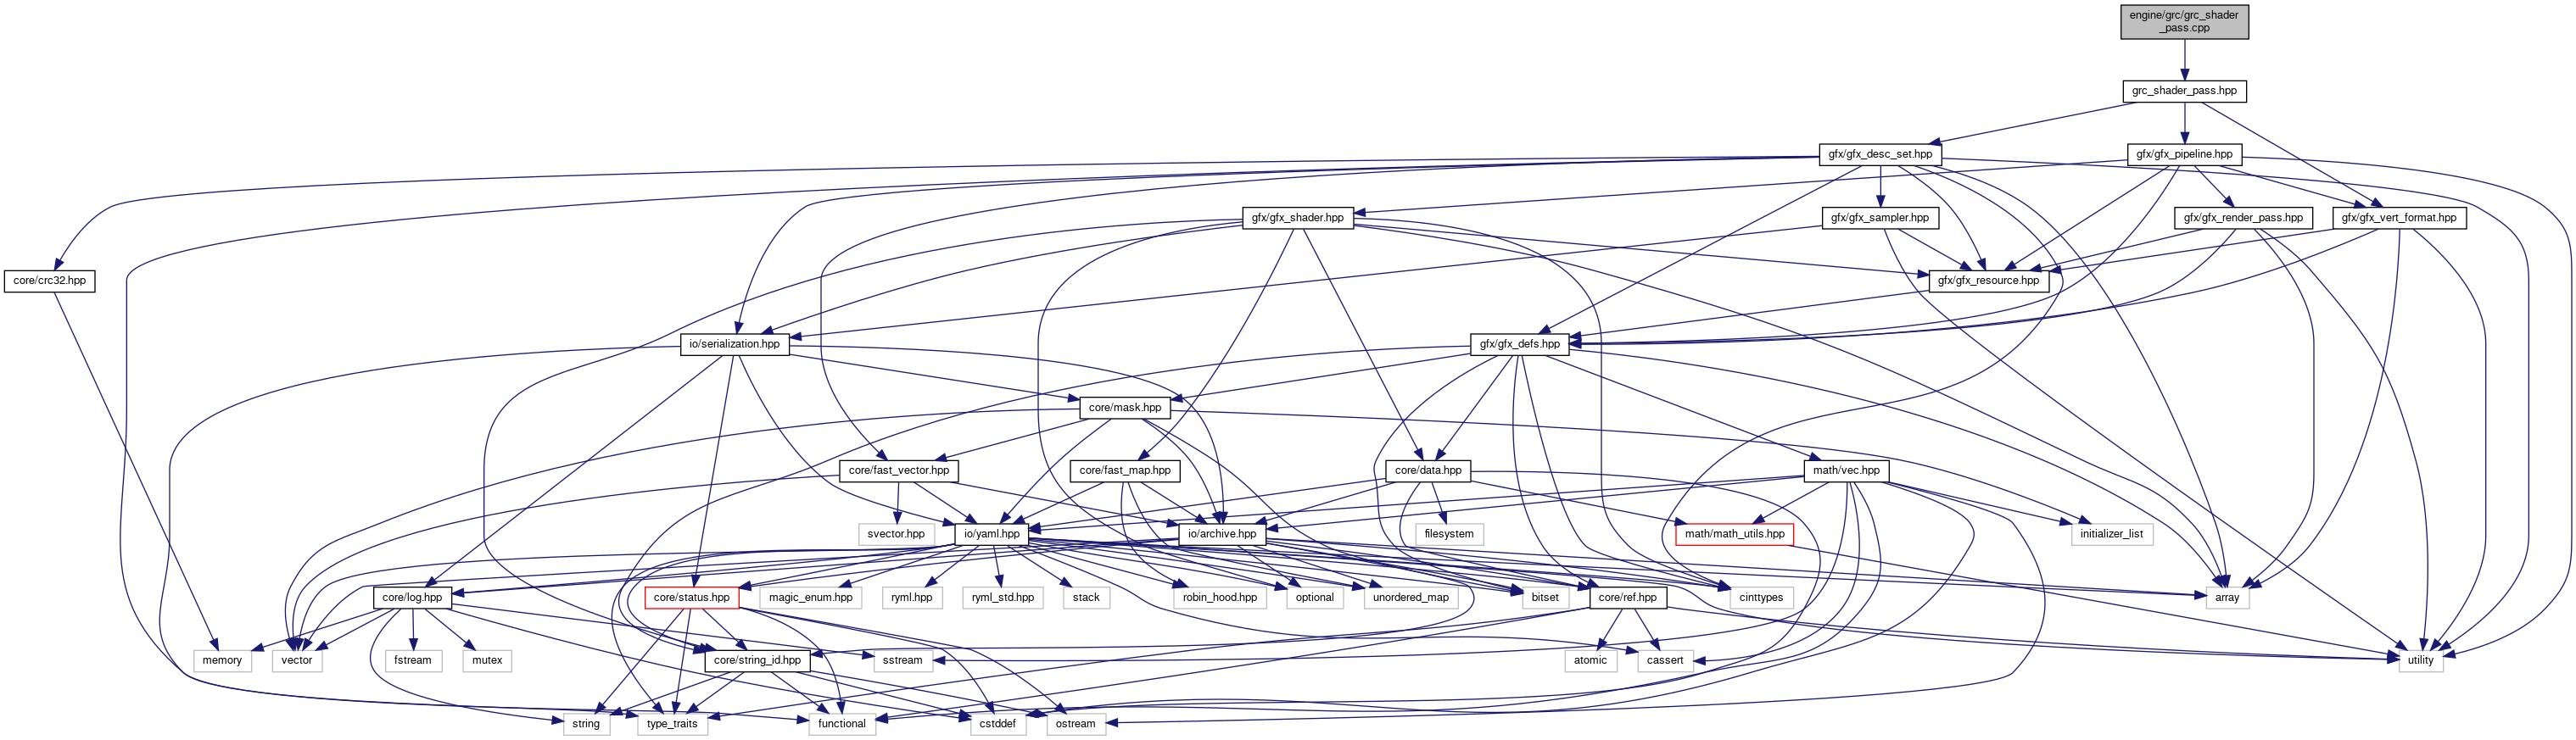 engine/grc/grc_shader
_pass.cpp
grc_shader_pass.hpp
gfx/gfx_desc_set.hpp
gfx/gfx_pipeline.hpp
gfx/gfx_shader.hpp
gfx/gfx_sampler.hpp
gfx/gfx_render_pass.hpp
gfx/gfx_vert_format.hpp
core/crc32.hpp
gfx/gfx_resource.hpp
io/serialization.hpp
gfx/gfx_defs.hpp
core/mask.hpp
core/fast_vector.hpp
core/fast_map.hpp
core/data.hpp
math/vec.hpp
svector.hpp
io/yaml.hpp
io/archive.hpp
filesystem
math/math_utils.hpp
initializer_list
core/log.hpp
core/status.hpp
magic_enum.hpp
ryml.hpp
ryml_std.hpp
stack
robin_hood.hpp
optional
unordered_map
bitset
core/ref.hpp
cinttypes
array
memory
vector
fstream
mutex
core/string_id.hpp
sstream
atomic
cassert
utility
string
type_traits
functional
cstddef
ostream